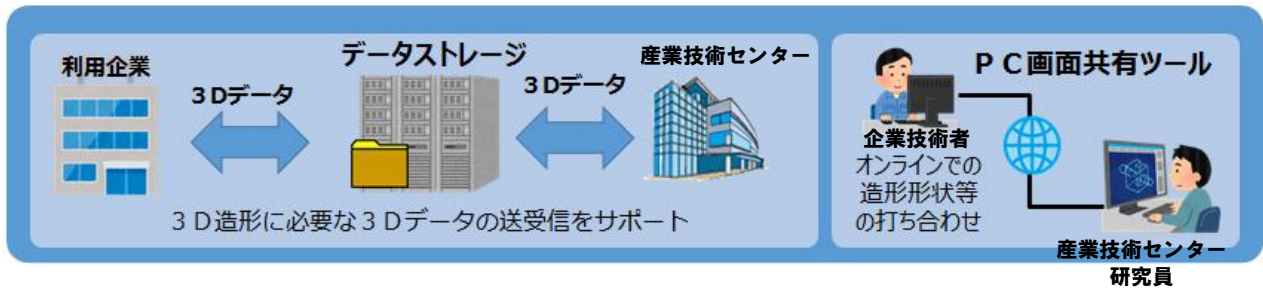 利用企業
3Dデータ
データストレージ
3Dデータ
産業技術センター
3D造形に必要な3Dデータの送受信をサポート
PC画面共有ツール
企業技術者
オンラインでの
造形形状等
の打ち合わせ
産業技術センター
研究員